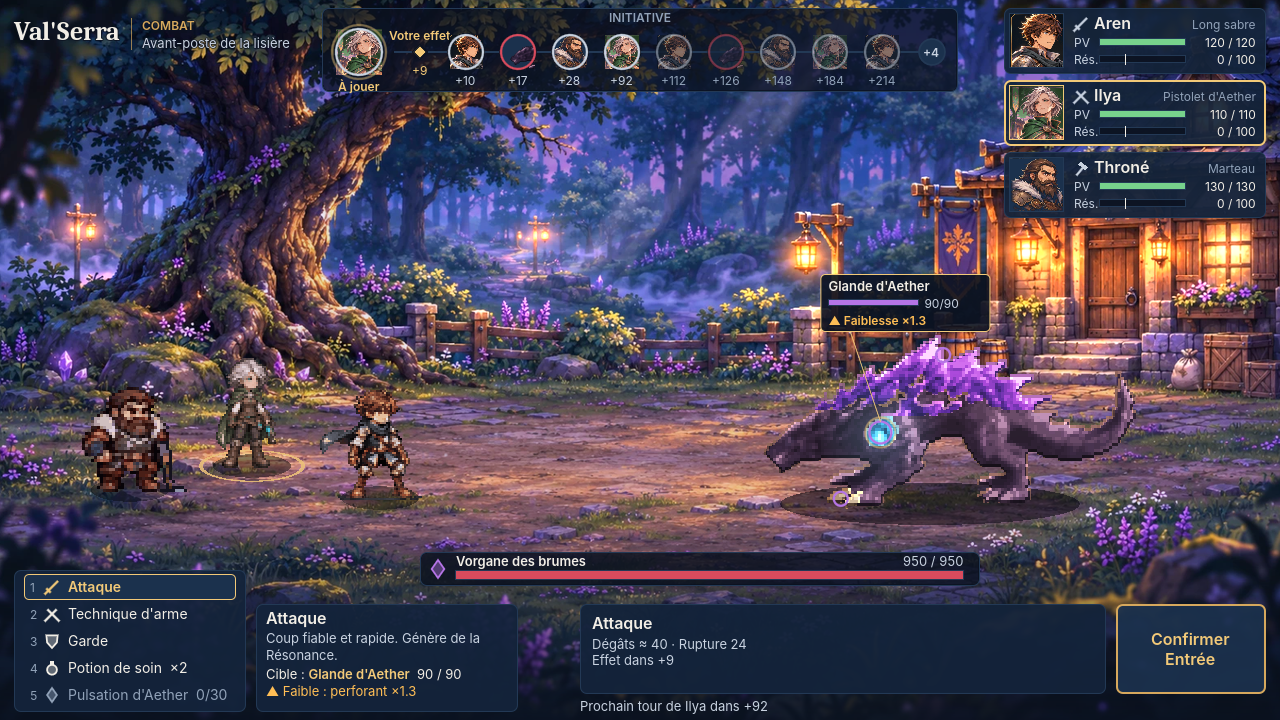 Val'Serra
COMBAT
Avant-poste de la lisière
INITIATIVE
Votre effet
+9
À jouer
+10
+17
+28
+92
+112
+126
+148
+184
+214
+4
Aren
Long sabre
PV
120 / 120
Rés.
0 / 100
Ilya
Pistolet d'Aether
PV
110 / 110
Rés.
0 / 100
Throné
Marteau
PV
130 / 130
Rés.
0 / 100
Glande d'Aether
90/90
▲ Faiblesse ×1.3
Vorgane des brumes
950 / 950
1 Attaque
2 Technique d'arme
3 Garde
4 Potion de soin ×2
5 Pulsation d'Aether 0/30
Attaque
Coup fiable et rapide. Génère de la
Résonance.
Cible : Glande d'Aether 90 / 90
▲ Faible : perforant ×1.3
Attaque
Dégâts ≈ 40 · Rupture 24
Effet dans +9
Prochain tour de Ilya dans +92
Confirmer
Entrée